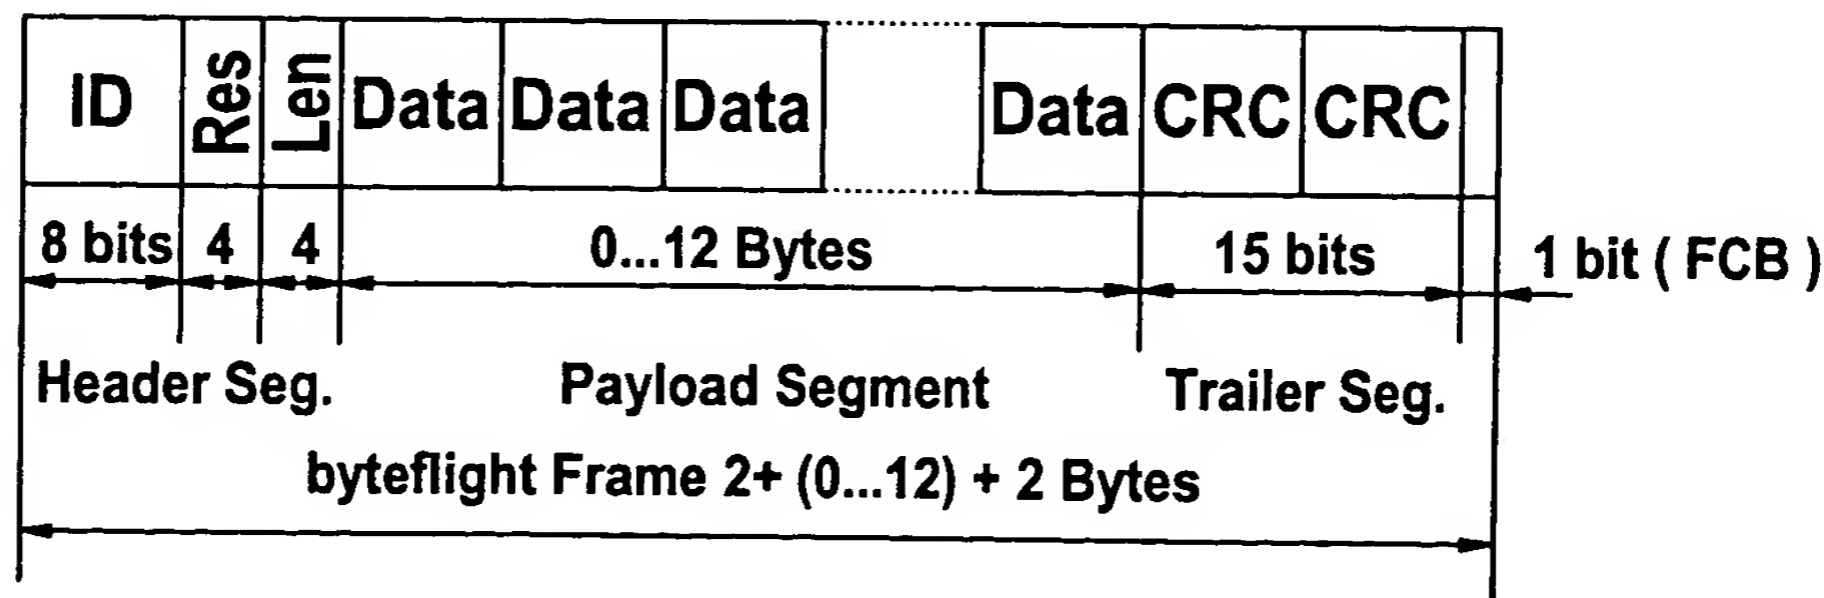 ID Res Len Data Data Data Data CRC CRC
8 bits 4 4 0...12 Bytes 15 bits 1 bit ( FCB )
Header Seg. Payload Segment Trailer Seg.
byteflight Frame 2+ (0...12) + 2 Bytes